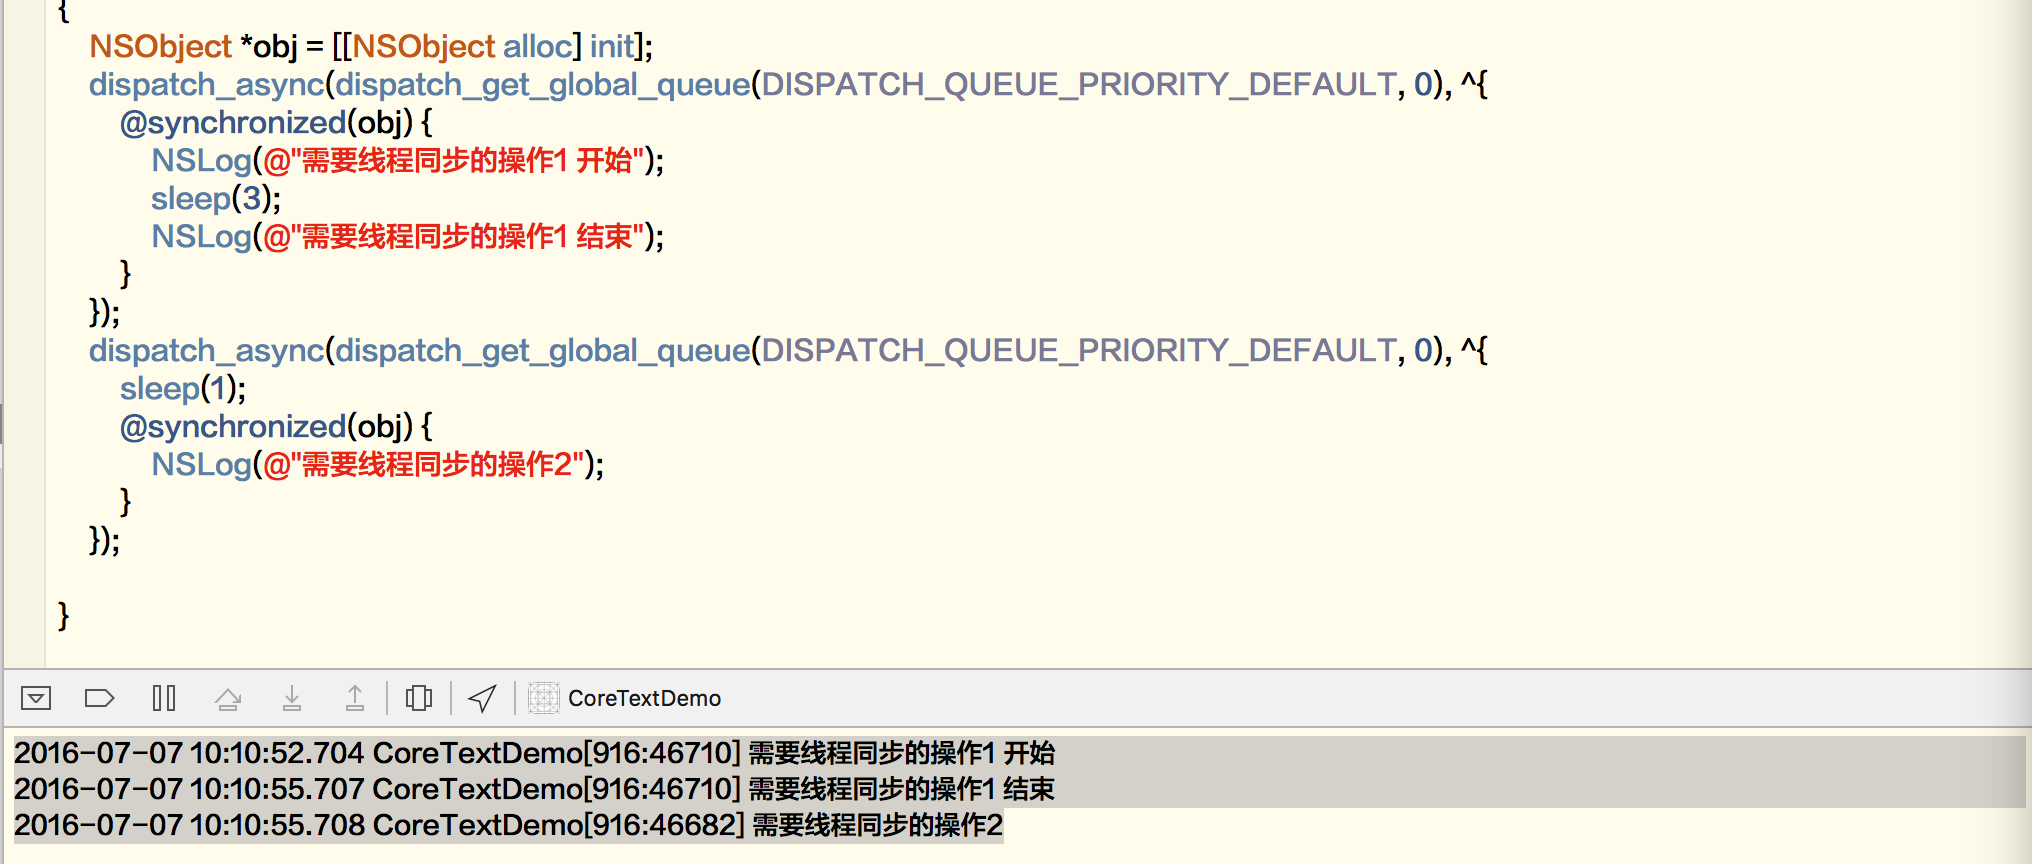 {
NSObject *obj = [[NSObject alloc] init];
dispatch_async(dispatch_get_global_queue(DISPATCH_QUEUE_PRIORITY_DEFAULT, 0), ^{
@synchronized(obj) {
NSLog(@"需要线程同步的操作1 开始");
sleep(3);
NSLog(@"需要线程同步的操作1 结束");
}
});
dispatch_async(dispatch_get_global_queue(DISPATCH_QUEUE_PRIORITY_DEFAULT, 0), ^{
sleep(1);
@synchronized(obj) {
NSLog(@"需要线程同步的操作2");
}
});
}
CoreTextDemo
2016-07-07 10:10:52.704 CoreTextDemo[916:46710] 需要线程同步的操作1 开始
2016-07-07 10:10:55.707 CoreTextDemo[916:46710] 需要线程同步的操作1 结束
2016-07-07 10:10:55.708 CoreTextDemo[916:46682] 需要线程同步的操作2